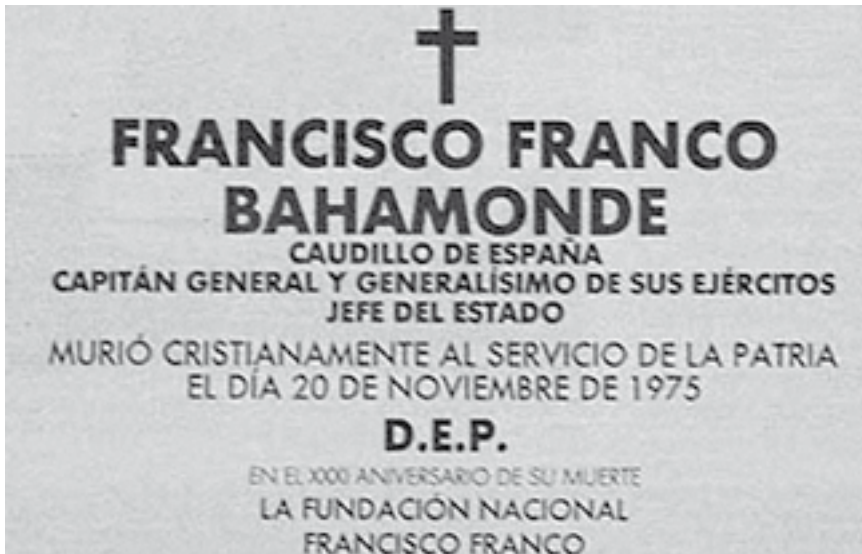 FRANCISCO FRANCO
BAHAMONDE
CAUDILLO DE ESPAÑA
CAPITÁN GENERAL Y GENERALÍSIMO DE SUS EJÉRCITOS
JEFE DEL ESTADO
MURIÓ CRISTIANAMENTE AL SERVICIO DE LA PATRIA
EL DÍA 20 DE NOVIEMBRE DE 1975
D.E.P.
EN EL XXX ANIVERSARIO DE SU MUERTE
LA FUNDACIÓN NACIONAL
FRANCISCO FRANCO